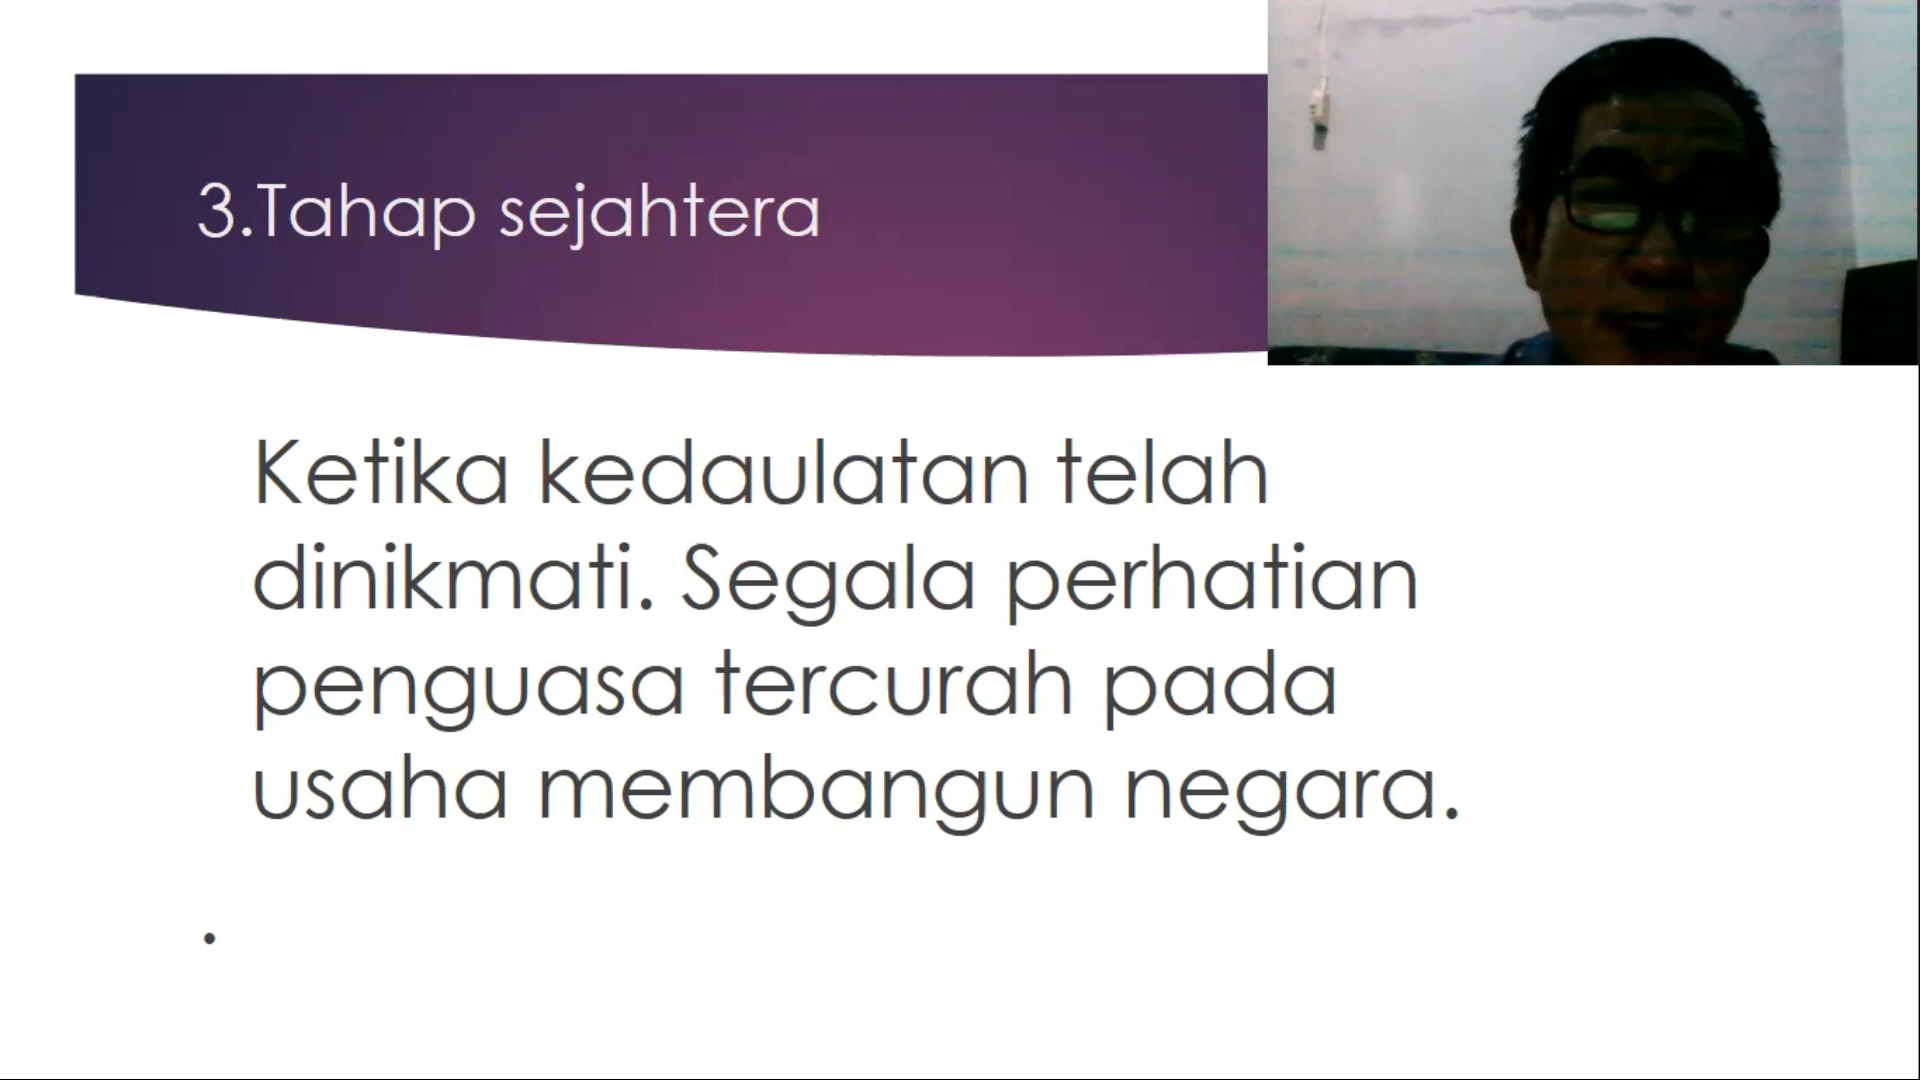 3.Tahap sejahtera
Ketika kedaulatan telah
dinikmati. Segala perhatian
penguasa tercurah pada
usaha membangun negara.